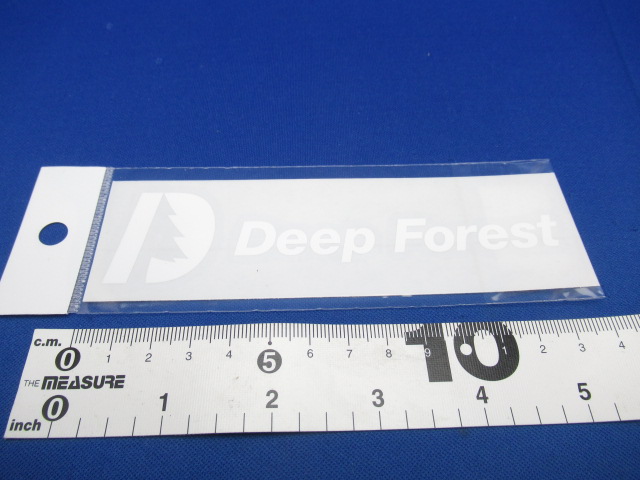 Deep Forest
c.m. 0 1 2 3 4 5 6 7 8 9 10 1 2 3 4
THE MEASURE
inch 0 1 2 3 4 5